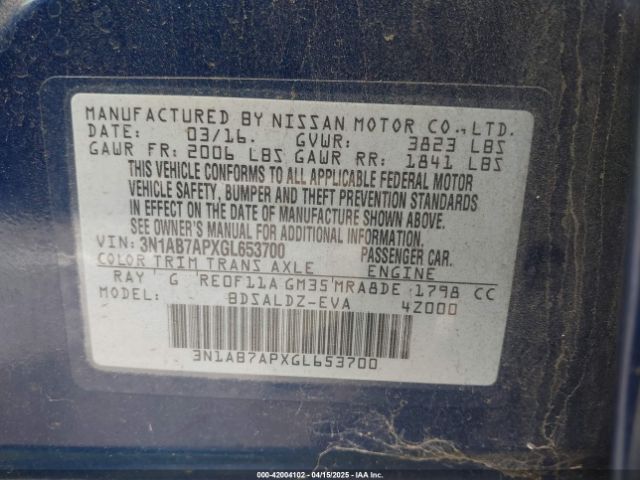 MANUFACTURED BY NISSAN MOTOR CO.,LTD.
DATE: 03/16. GVWR: 3823 LBS
GAWR FR: 2006 LBS GAWR RR: 1841 LBS
THIS VEHICLE CONFORMS TO ALL APPLICABLE FEDERAL MOTOR
VEHICLE SAFETY, BUMPER AND THEFT PREVENTION STANDARDS
IN EFFECT ON THE DATE OF MANUFACTURE SHOWN ABOVE.
SEE OWNER'S MANUAL FOR ADDITIONAL INFORMATION.
VIN: 3N1AB7APXGL653700 PASSENGER CAR.
COLOR TRIM TRANS AXLE ENGINE
RAY G RE0F11A GM35 MRA8DE 1798 CC
MODEL: BDSALDZ-EVA 4Z000
3N1AB7APXGL653700
000-42004102 - 04/15/2025 - IAAI